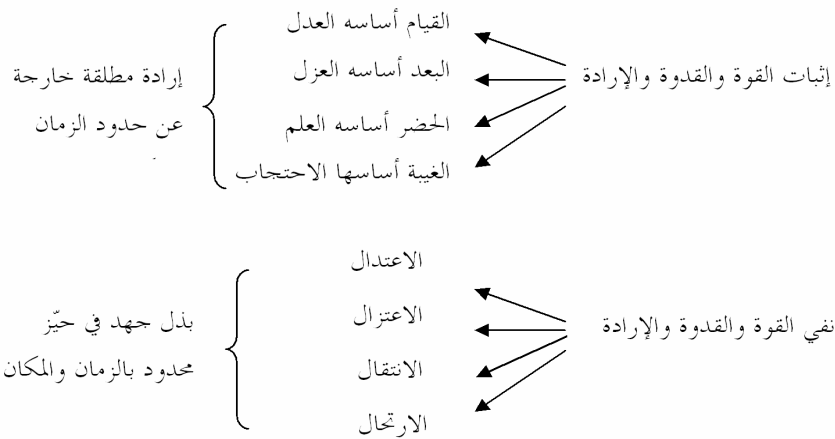 إثبات القوة والقدوة والإرادة
القيام أساسه العدل
البعد أساسه العزل
الحضر أساسه العلم
الغيبة أساسها الاحتجاب
إرادة مطلقة خارجة
عن حدود الزمان
نفي القوة والقدوة والإرادة
الاعتدال
الاعتزال
الانتقال
الارتحال
بذل جهد في حيّز
محدود بالزمان والمكان